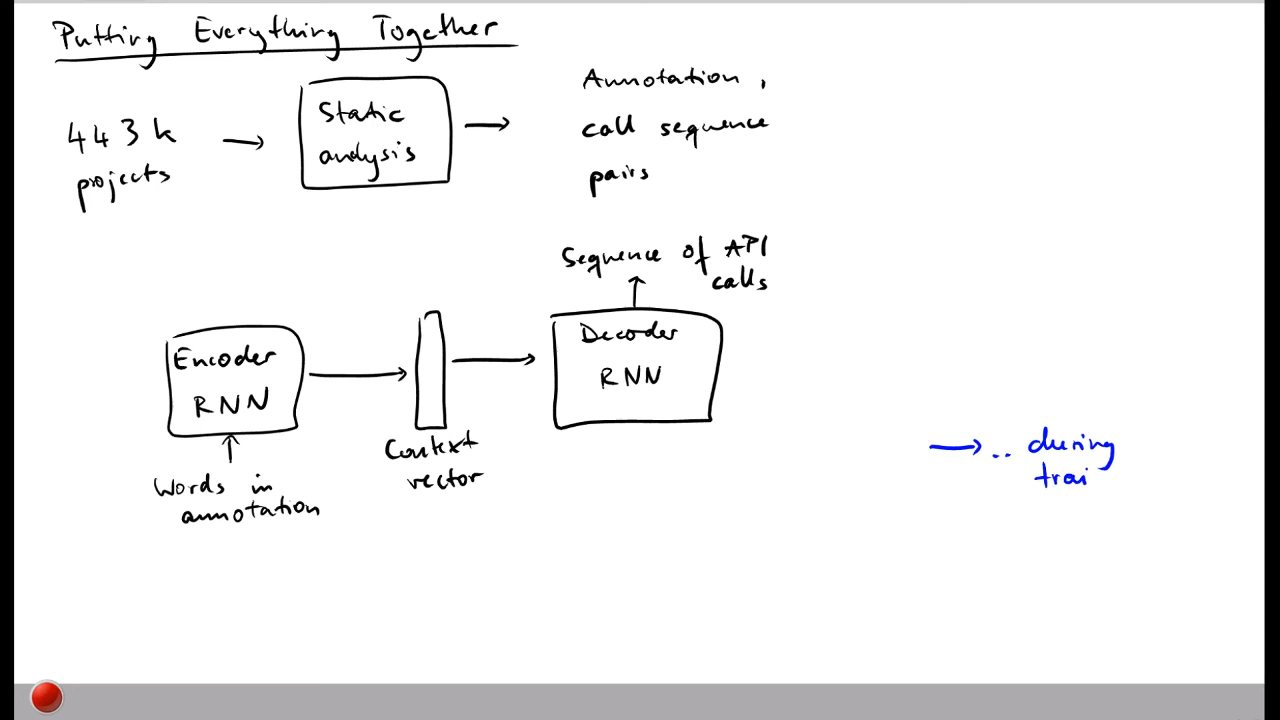 Putting Everything Together
443k
projects
Static
analysis
Annotation,
call sequence
pairs
Sequence of API
calls
Encoder
RNN
Decoder
RNN
Context
vector
Words in
annotation
.. during
trai